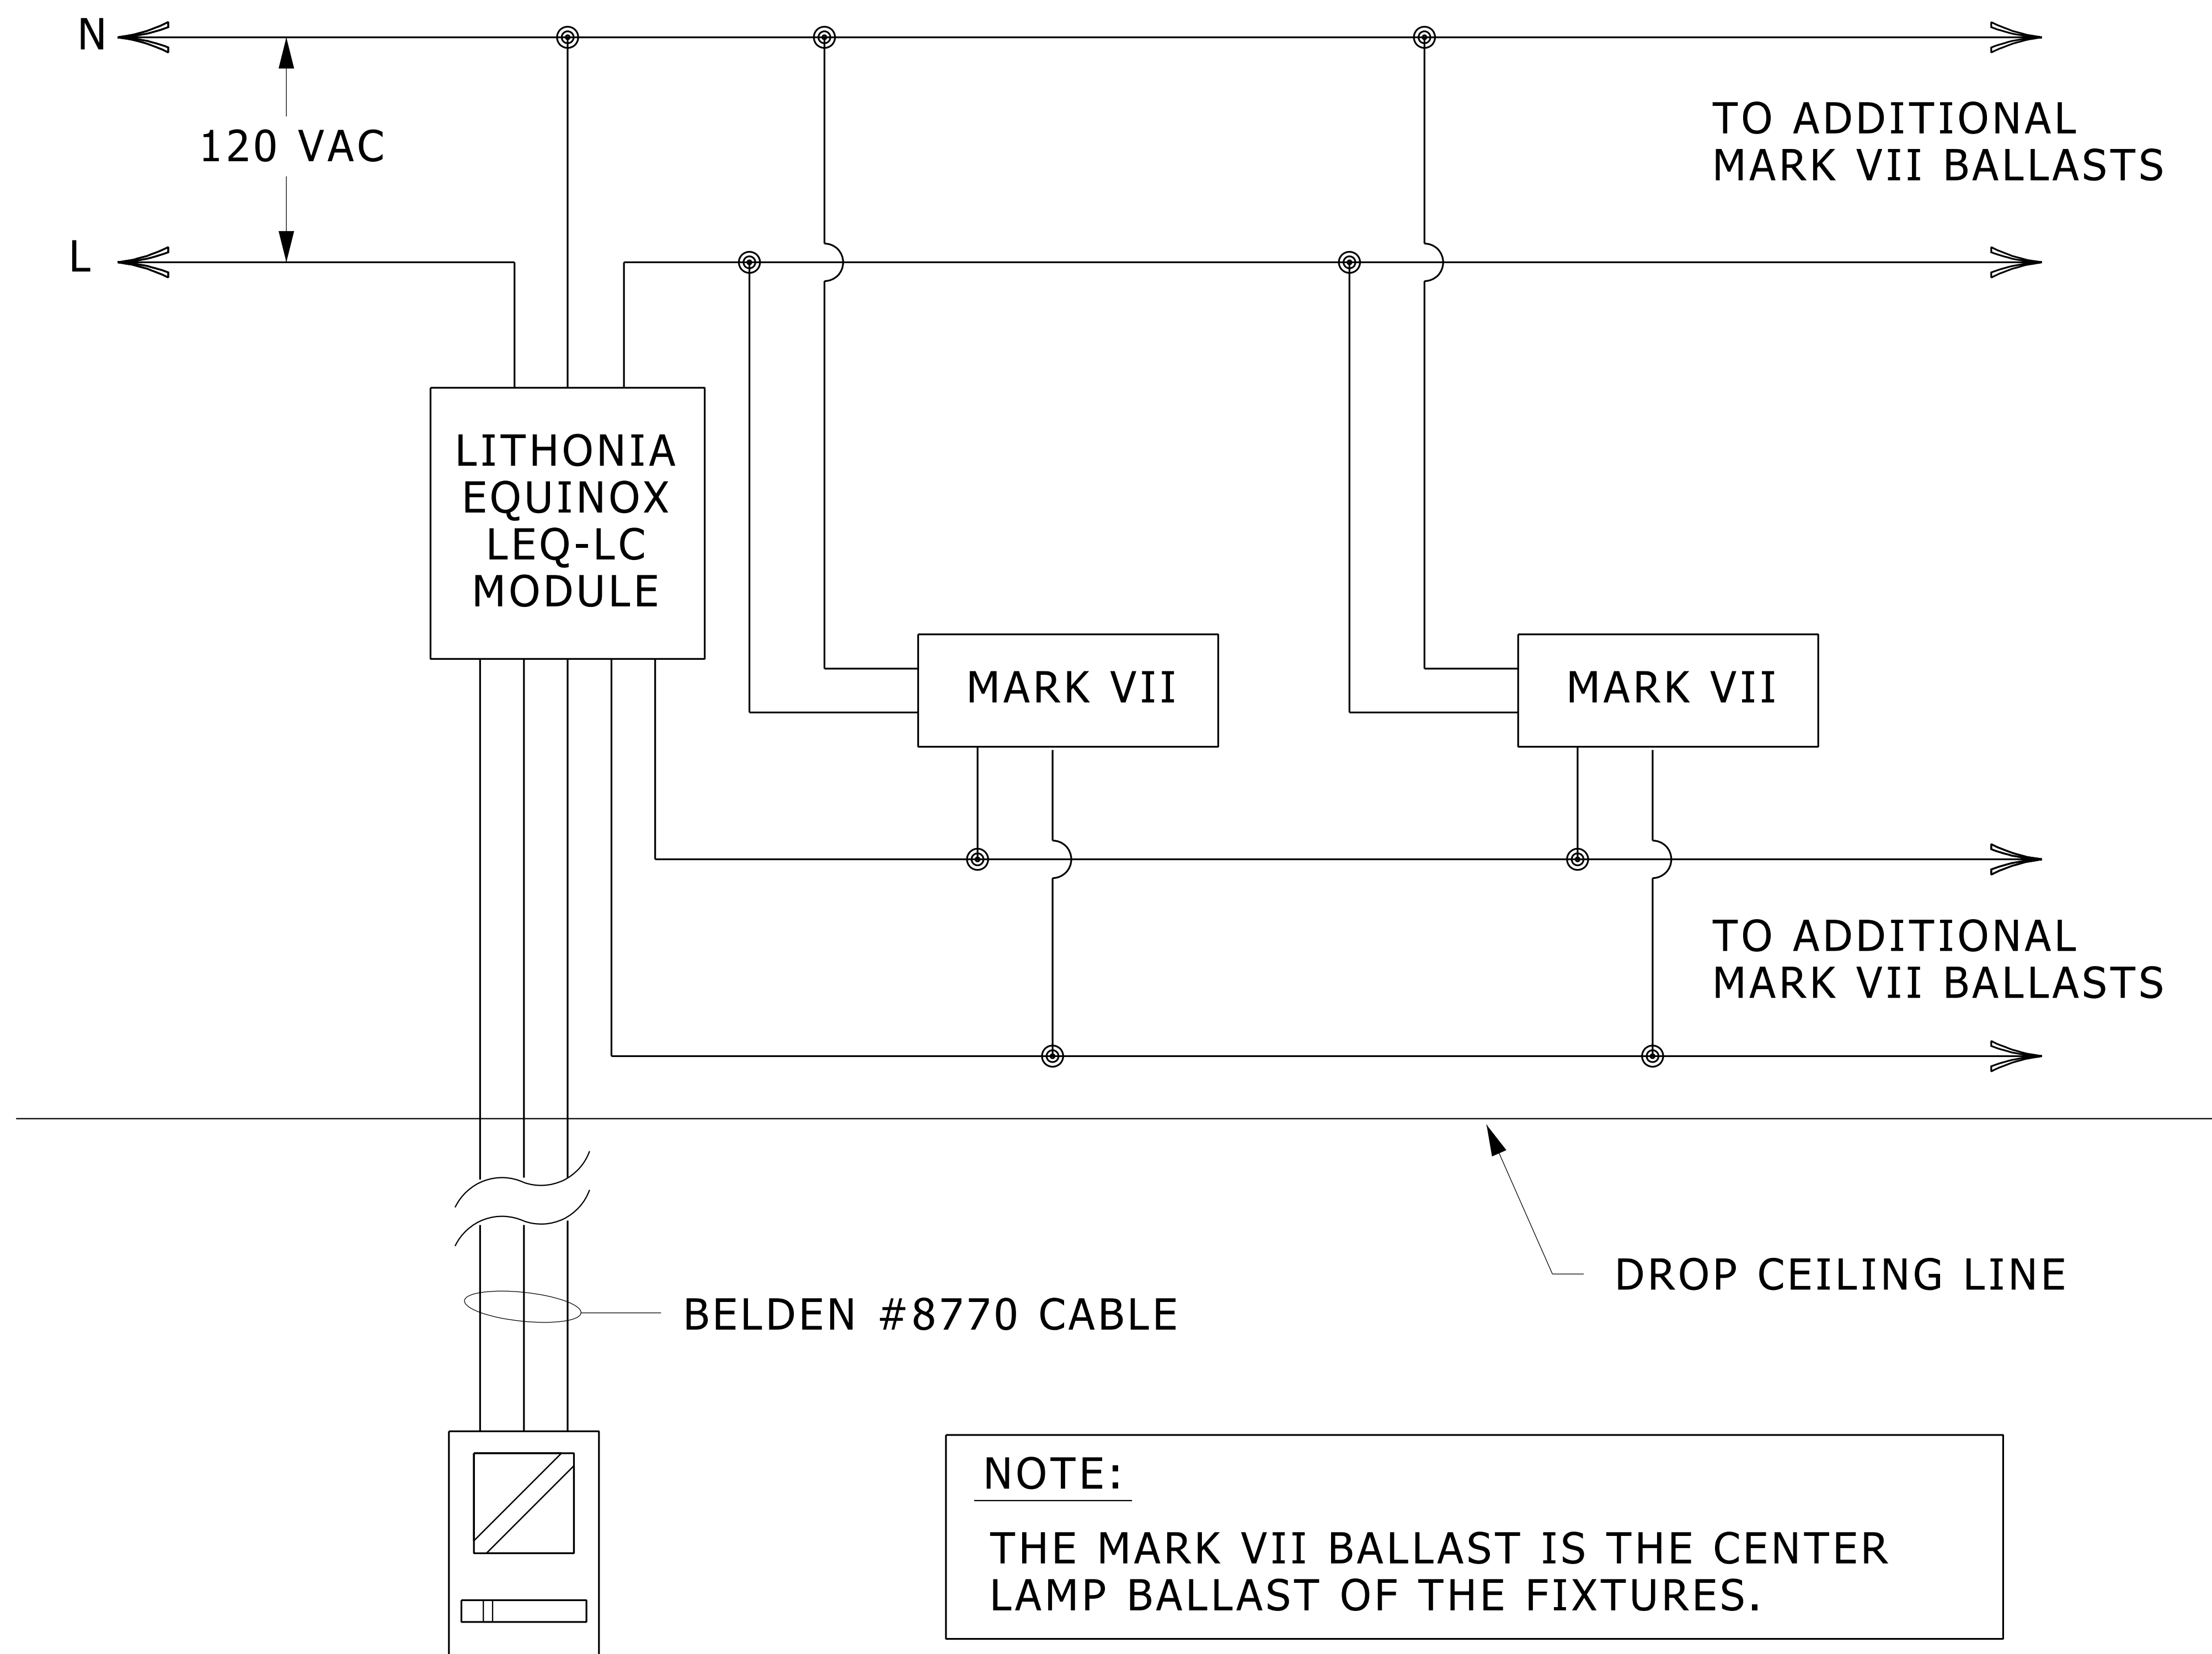 N
120 VAC
TO ADDITIONAL
MARK VII BALLASTS
L
LITHONIA
EQUINOX
LEQ-LC
MODULE
MARK VII
MARK VII
TO ADDITIONAL
MARK VII BALLASTS
DROP CEILING LINE
BELDEN #8770 CABLE
NOTE:
THE MARK VII BALLAST IS THE CENTER
LAMP BALLAST OF THE FIXTURES.